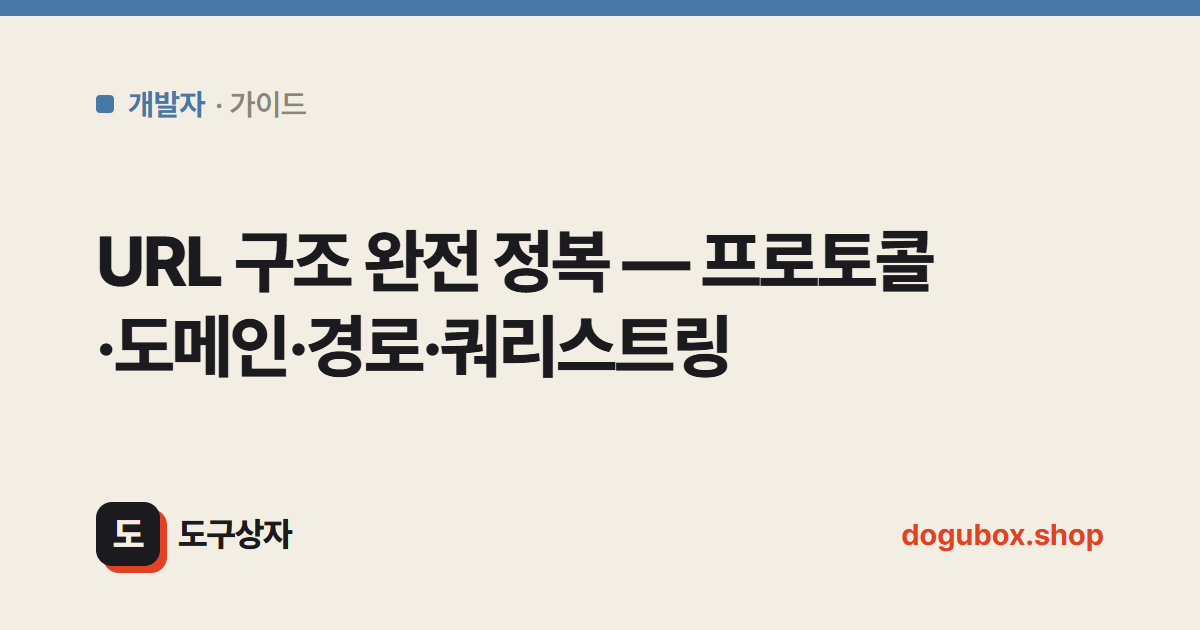 개발자 · 가이드
URL 구조 완전 정복 — 프로토콜
·도메인·경로·쿼리스트링
도 도구상자
dogubox.shop